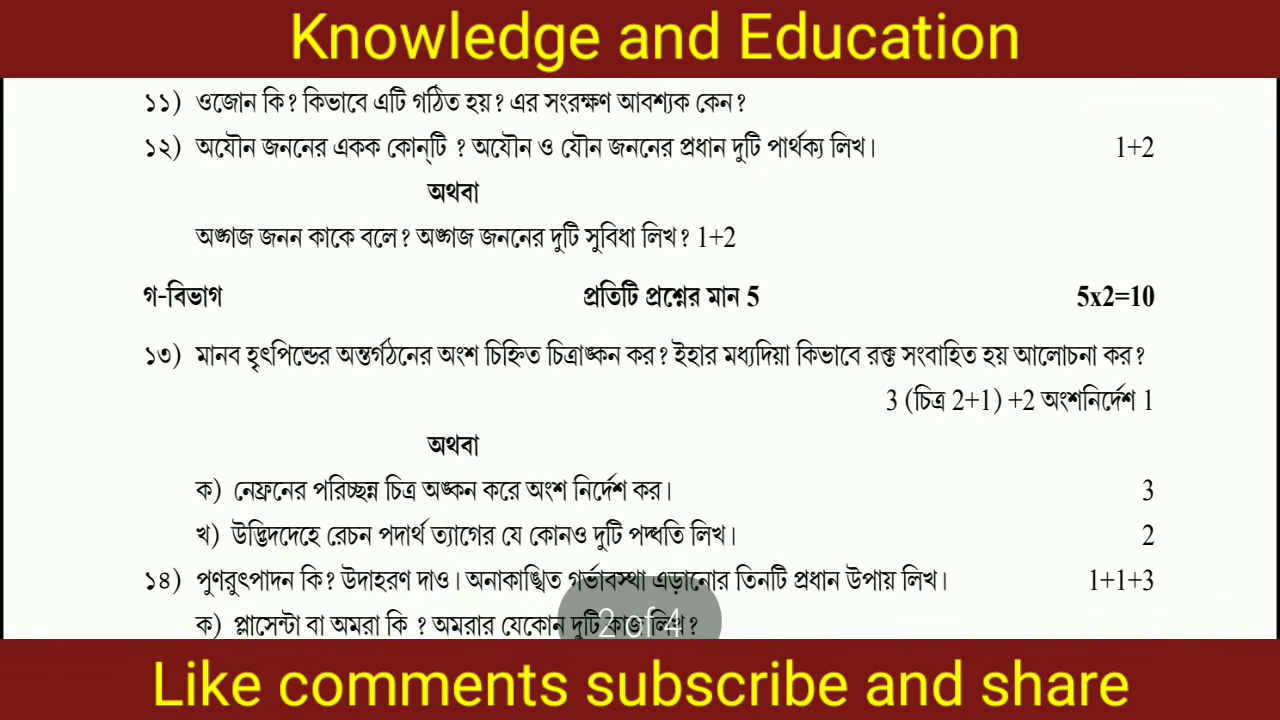 Knowledge and Education
১১) ওজোন কি? কিভাবে এটি গঠিত হয়? এর সংরক্ষণ আবশ্যক কেন?
১২) অযৌন জননের একক কোন্‌টি ? অযৌন ও যৌন জননের প্রধান দুটি পার্থক্য লিখ। 1+2
অথবা
অঙ্গজ জনন কাকে বলে? অঙ্গজ জননের দুটি সুবিধা লিখ? 1+2
গ-বিভাগ প্রতিটি প্রশ্নের মান 5 5x2=10
১৩) মানব হৃৎপিন্ডের অন্তর্গঠনের অংশ চিহ্নিত চিত্রাঙ্কন কর? ইহার মধ্যদিয়া কিভাবে রক্ত সংবাহিত হয় আলোচনা কর?
3 (চিত্র 2+1) +2 অংশনির্দেশ 1
অথবা
ক) নেফ্রনের পরিচ্ছন্ন চিত্র অঙ্কন করে অংশ নির্দেশ কর। 3
খ) উদ্ভিদদেহে রেচন পদার্থ ত্যাগের যে কোনও দুটি পদ্ধতি লিখ। 2
১৪) পুণরুৎপাদন কি? উদাহরণ দাও। অনাকাঙ্খিত গর্ভাবস্থা এড়ানোর তিনটি প্রধান উপায় লিখ। 1+1+3
ক) প্লাসেন্টা বা অমরা কি ? অমরার যেকোন দুটি কাজ লিখ?
2 of 4
Like comments subscribe and share